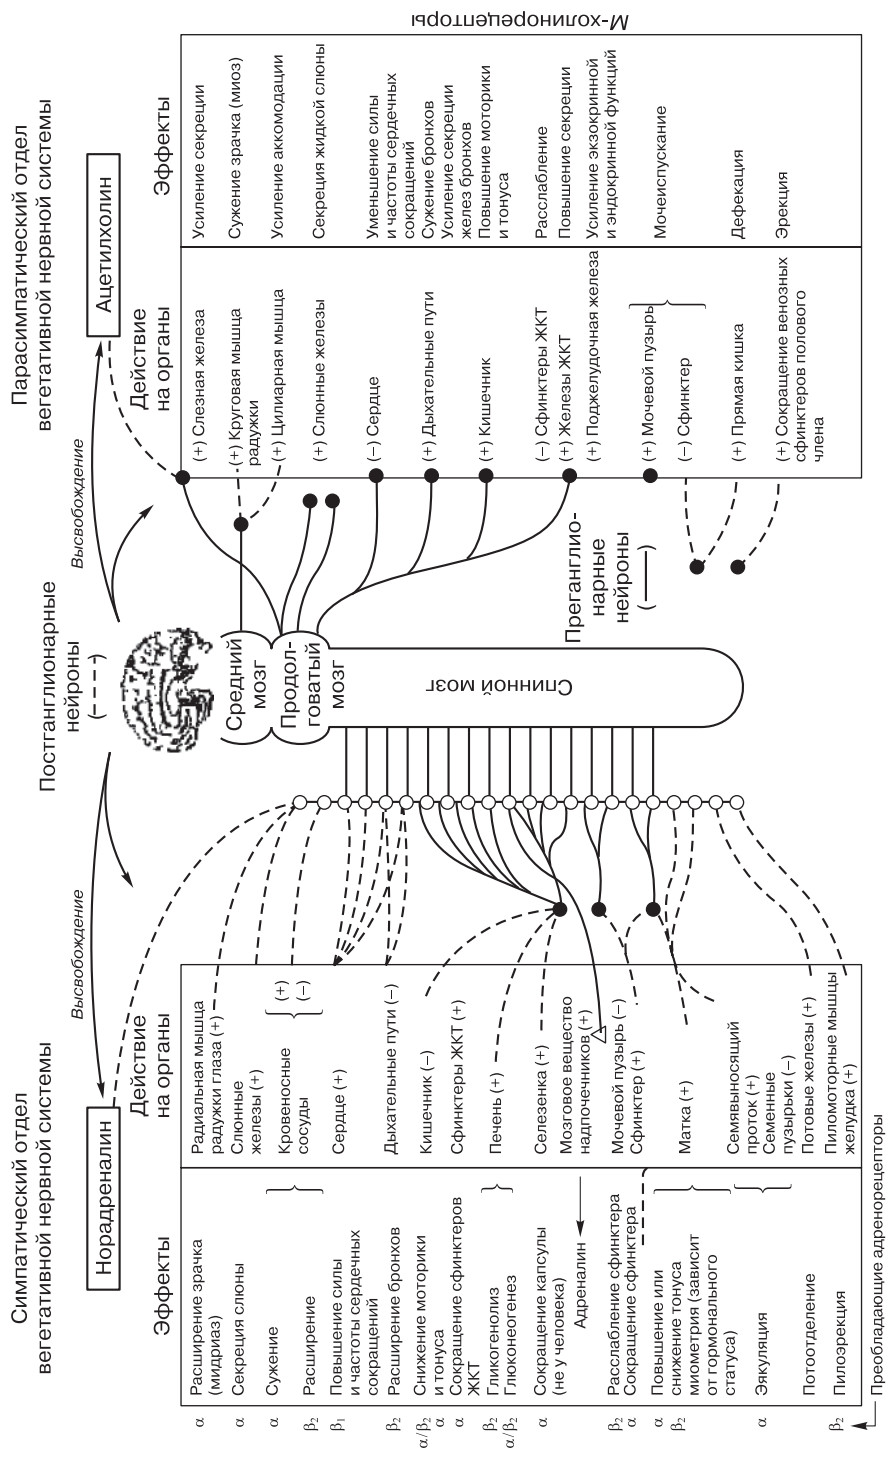 Симпатический отдел
вегетативной нервной системы
Норадреналин
Высвобождение
Постганглионарные
нейроны
(– – –)
Высвобождение
Парасимпатический отдел
вегетативной нервной системы
Ацетилхолин
Эффекты
Действие
на органы
Действие
на органы
Эффекты
α
Расширение зрачка
(мидриаз)
α
Секреция слюны
α
Сужение
β₂
Расширение
β₁
Повышение силы
и частоты сердечных
сокращений
β₂
Расширение бронхов
α/β₂
α
Снижение моторики
и тонуса
α
Сокращение сфинктеров
ЖКТ
β₂
Гликогенолиз
α/β₂
Глюконеогенез
α
Сокращение капсулы
(не у человека)
Адреналин
β₂
Расслабление сфинктера
α
Сокращение сфинктера
α
β₂
Повышение или
снижение тонуса
миометрия (зависит
от гормонального
статуса)
α
Эякуляция
Потоотделение
β₂
Пилоэрекция
Преобладающие адренорецепторы
Радиальная мышца
радужки глаза (+)
Слюнные
железы (+)
Кровеносные
сосуды
(+)
(–)
Сердце (+)
Дыхательные пути (–)
Кишечник (–)
Сфинктеры ЖКТ (+)
Печень (+)
Селезенка (+)
Мозговое вещество
надпочечников (+)
Мочевой пузырь (–)
Сфинктер (+)
Матка (+)
Семявыносящий
проток (+)
Семенные
пузырьки (–)
Потовые железы (+)
Пиломоторные мышцы
желудка (+)
Средний
мозг
Продол-
говатый
мозг
Спинной мозг
Преганглио-
нарные
нейроны
(——)
(+) Слезная железа
(+) Круговая мышца
радужки
(+) Цилиарная мышца
(+) Слюнные железы
(–) Сердце
(+) Дыхательные пути
(+) Кишечник
(–) Сфинктеры ЖКТ
(+) Железы ЖКТ
(+) Поджелудочная железа
(+) Мочевой пузырь
(–) Сфинктер
(+) Прямая кишка
(+) Сокращение венозных
сфинктеров полового
члена
Усиление секреции
Сужение зрачка (миоз)
Усиление аккомодации
Секреция жидкой слюны
Уменьшение силы
и частоты сердечных
сокращений
Сужение бронхов
Усиление секреции
желез бронхов
Повышение моторики
и тонуса
Расслабление
Повышение секреции
Усиление экзокринной
и эндокринной функций
Мочеиспускание
Дефекация
Эрекция
М-холинорецепторы